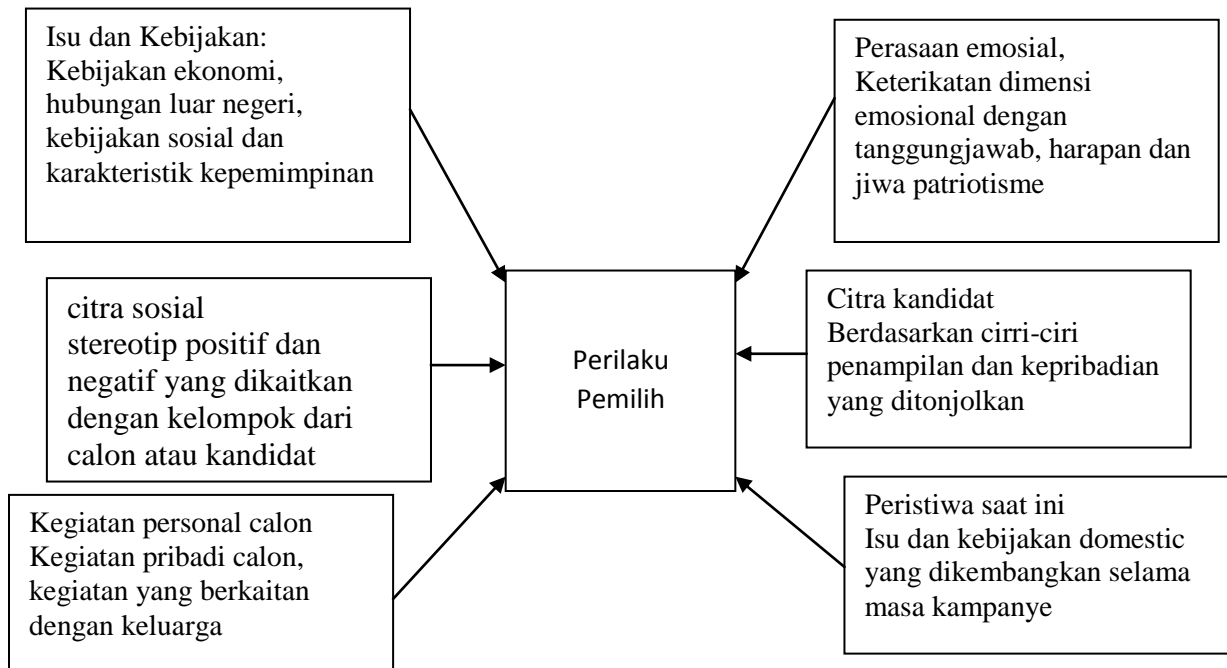 Isu dan Kebijakan:
Kebijakan ekonomi,
hubungan luar negeri,
kebijakan sosial dan
karakteristik kepemimpinan
Perasaan emosial,
Keterikatan dimensi
emosional dengan
tanggungjawab, harapan dan
jiwa patriotisme
citra sosial
stereotip positif dan
negatif yang dikaitkan
dengan kelompok dari
calon atau kandidat
Perilaku
Pemilih
Citra kandidat
Berdasarkan cirri-ciri
penampilan dan kepribadian
yang ditonjolkan
Kegiatan personal calon
Kegiatan pribadi calon,
kegiatan yang berkaitan
dengan keluarga
Peristiwa saat ini
Isu dan kebijakan domestic
yang dikembangkan selama
masa kampanye